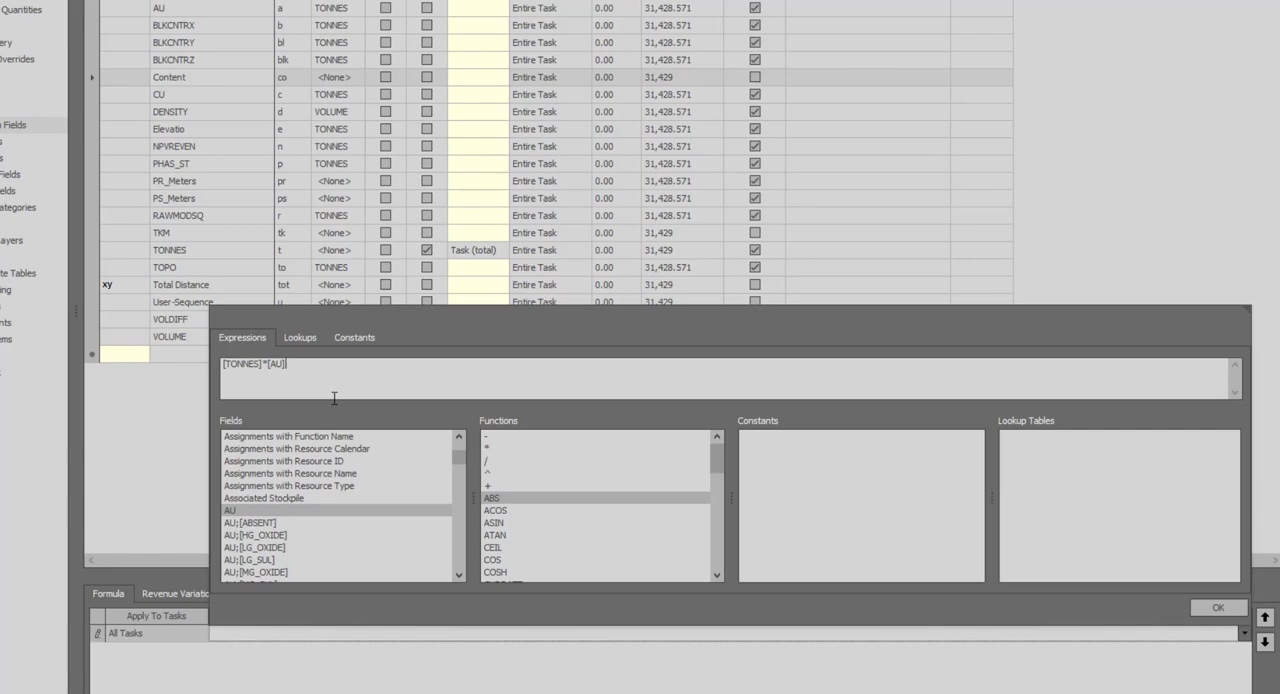 Quantities
AU a TONNES Entire Task 0.00 31,428.571
BLKCNTRX b TONNES Entire Task 0.00 31,428.571
ery BLKCNTRY bl TONNES Entire Task 0.00 31,428.571
Overrides BLKCNTRZ blk TONNES Entire Task 0.00 31,428.571
Content co <None> Entire Task 0.00 31,429
CU c TONNES Entire Task 0.00 31,428.571
DENSITY d VOLUME Entire Task 0.00 31,428.571
Fields Elevatio e TONNES Entire Task 0.00 31,428.571
NPVREVEN n TONNES Entire Task 0.00 31,428.571
PHAS_ST p TONNES Entire Task 0.00 31,428.571
Fields PR_Meters pr <None> Entire Task 0.00 31,428.571
elds PS_Meters ps <None> Entire Task 0.00 31,428.571
ategories RAWMODSQ r TONNES Entire Task 0.00 31,428.571
TKM tk <None> Entire Task 0.00 31,429
ayers TONNES t <None> Task (total) Entire Task 0.00 31,429
te Tables TOPO to TONNES Entire Task 0.00 31,428.571
ing xy Total Distance tot <None> Entire Task 0.00 31,429
User-Sequence u <None> Entire Task 0.00 31,429
nts VOLDIFF
ems VOLUME
Expressions Lookups Constants
[TONNES]*[AU]
Fields Functions Constants Lookup Tables
Assignments with Function Name -
Assignments with Resource Calendar *
Assignments with Resource ID /
Assignments with Resource Name ^
Assignments with Resource Type +
Associated Stockpile ABS
AU ACOS
AU;[ABSENT] ASIN
AU;[HG_OXIDE] ATAN
AU;[LG_OXIDE] CEIL
AU;[LG_SUL] COS
AU;[MG_OXIDE] COSH
Formula Revenue Variatio
OK
Apply To Tasks
All Tasks